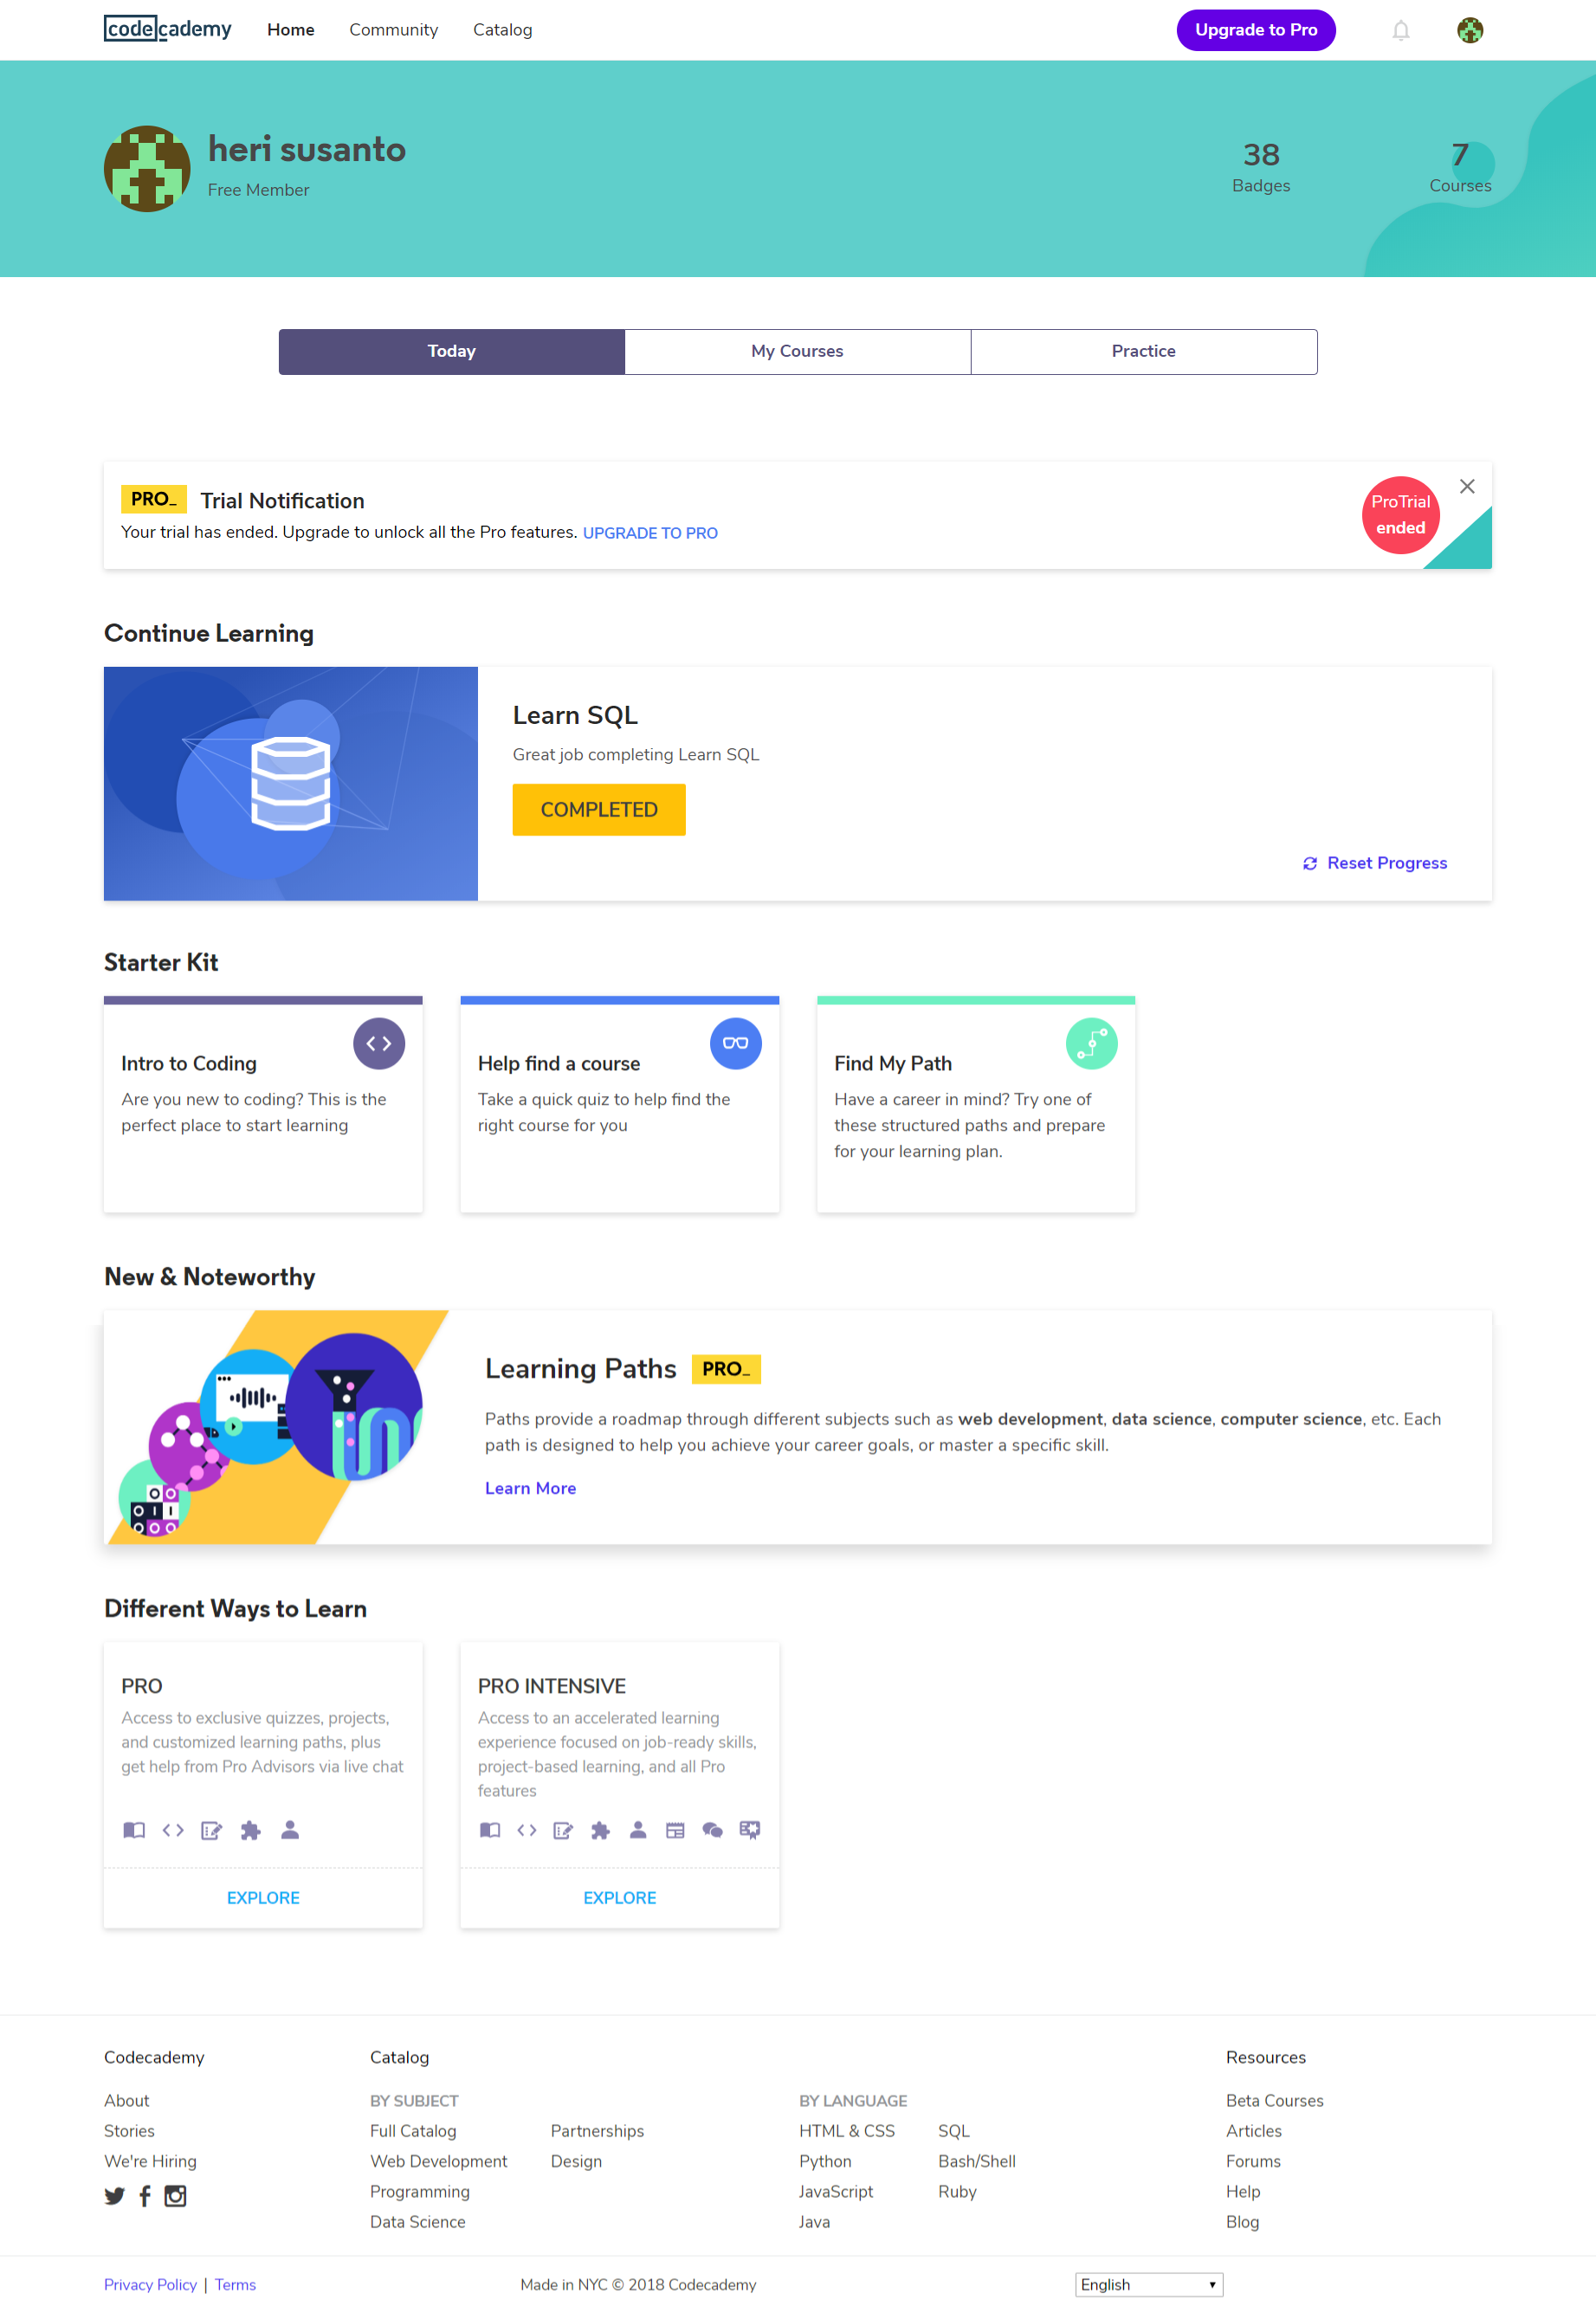 codecademy Home Community Catalog Upgrade to Pro
heri susanto
Free Member
38
Badges
7
Courses
Today My Courses Practice
PRO_ Trial Notification
Your trial has ended. Upgrade to unlock all the Pro features. UPGRADE TO PRO
ProTrial
ended
Continue Learning
Learn SQL
Great job completing Learn SQL
COMPLETED
Reset Progress
Starter Kit
Intro to Coding
Are you new to coding? This is the
perfect place to start learning
Help find a course
Take a quick quiz to help find the
right course for you
Find My Path
Have a career in mind? Try one of
these structured paths and prepare
for your learning plan.
New & Noteworthy
Learning Paths PRO_
Paths provide a roadmap through different subjects such as web development, data science, computer science, etc. Each
path is designed to help you achieve your career goals, or master a specific skill.
Learn More
Different Ways to Learn
PRO
Access to exclusive quizzes, projects,
and customized learning paths, plus
get help from Pro Advisors via live chat
EXPLORE
PRO INTENSIVE
Access to an accelerated learning
experience focused on job-ready skills,
project-based learning, and all Pro
features
EXPLORE
Codecademy
About
Stories
We're Hiring
Catalog
BY SUBJECT
Full Catalog
Web Development
Programming
Data Science
Partnerships
Design
BY LANGUAGE
HTML & CSS
Python
JavaScript
Java
SQL
Bash/Shell
Ruby
Resources
Beta Courses
Articles
Forums
Help
Blog
Privacy Policy | Terms
Made in NYC © 2018 Codecademy
English